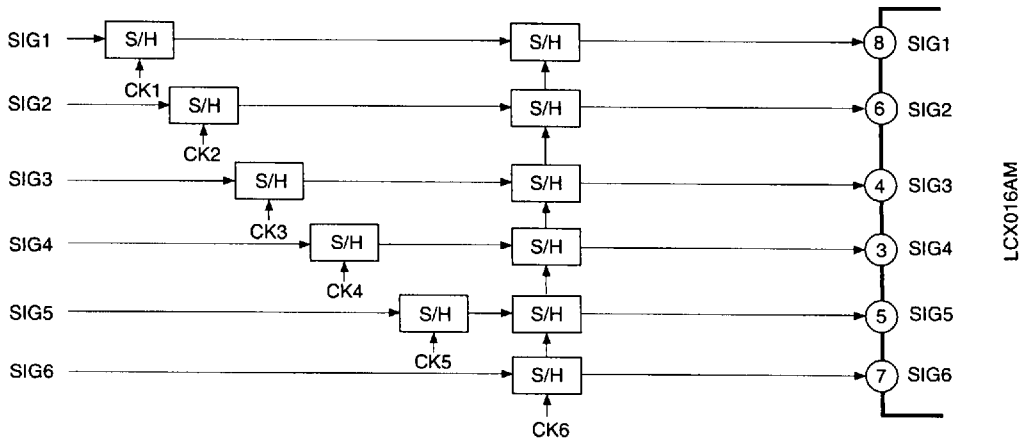 SIG1 S/H S/H 8 SIG1
CK1
SIG2 S/H S/H 6 SIG2
CK2
SIG3 S/H S/H 4 SIG3
CK3
SIG4 S/H S/H 3 SIG4
CK4
SIG5 S/H S/H 5 SIG5
CK5
SIG6 S/H 7 SIG6
CK6
LCX016AM